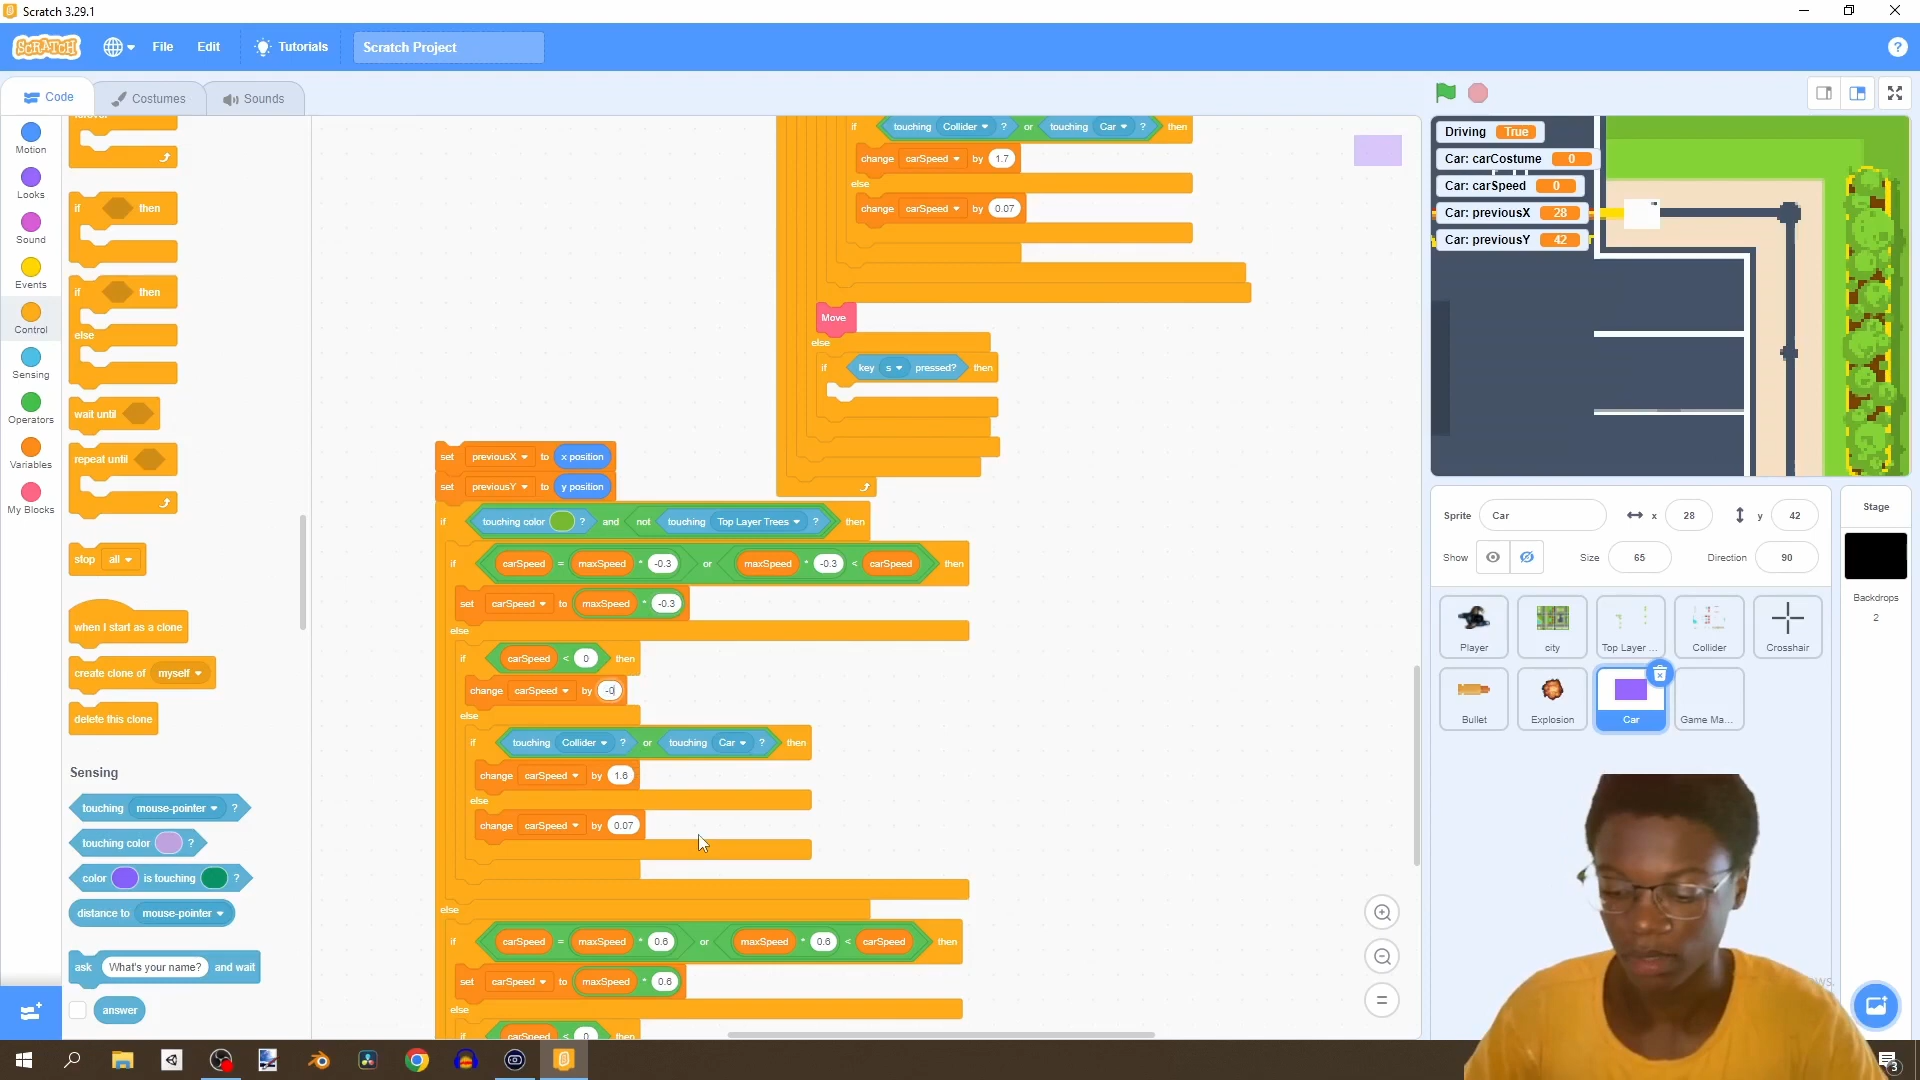 Scratch 3.29.1
SCRATCH File Edit Tutorials Scratch Project
Code Costumes Sounds
Motion
Looks
Sound
Events
Control
Sensing
Operators
Variables
My Blocks
if then
if then
else
wait until
repeat until
stop all
when I start as a clone
create clone of myself
delete this clone
Sensing
touching mouse-pointer ?
touching color ?
color is touching ?
distance to mouse-pointer
ask What's your name? and wait
answer
if touching Collider ? or touching Car ? then
change carSpeed by 1.7
else
change carSpeed by 0.07
Move
else
if key s pressed? then
set previousX to x position
set previousY to y position
if touching color ? and not touching Top Layer Trees ? then
if carSpeed = maxSpeed * -0.3 or maxSpeed * -0.3 < carSpeed then
set carSpeed to maxSpeed * -0.3
else
if carSpeed < 0 then
change carSpeed by -0
else
if touching Collider ? or touching Car ? then
change carSpeed by 1.6
else
change carSpeed by 0.07
else
if carSpeed = maxSpeed * 0.6 or maxSpeed * 0.6 < carSpeed then
set carSpeed to maxSpeed * 0.6
else
if carSpeed < 0 then
Driving True
Car: carCostume 0
Car: carSpeed 0
Car: previousX 28
Car: previousY 42
Sprite Car x 28 y 42
Show Size 65 Direction 90
Player
city
Top Layer ...
Collider
Crosshair
Bullet
Explosion
Car
Game Ma...
Stage
Backdrops
2
3